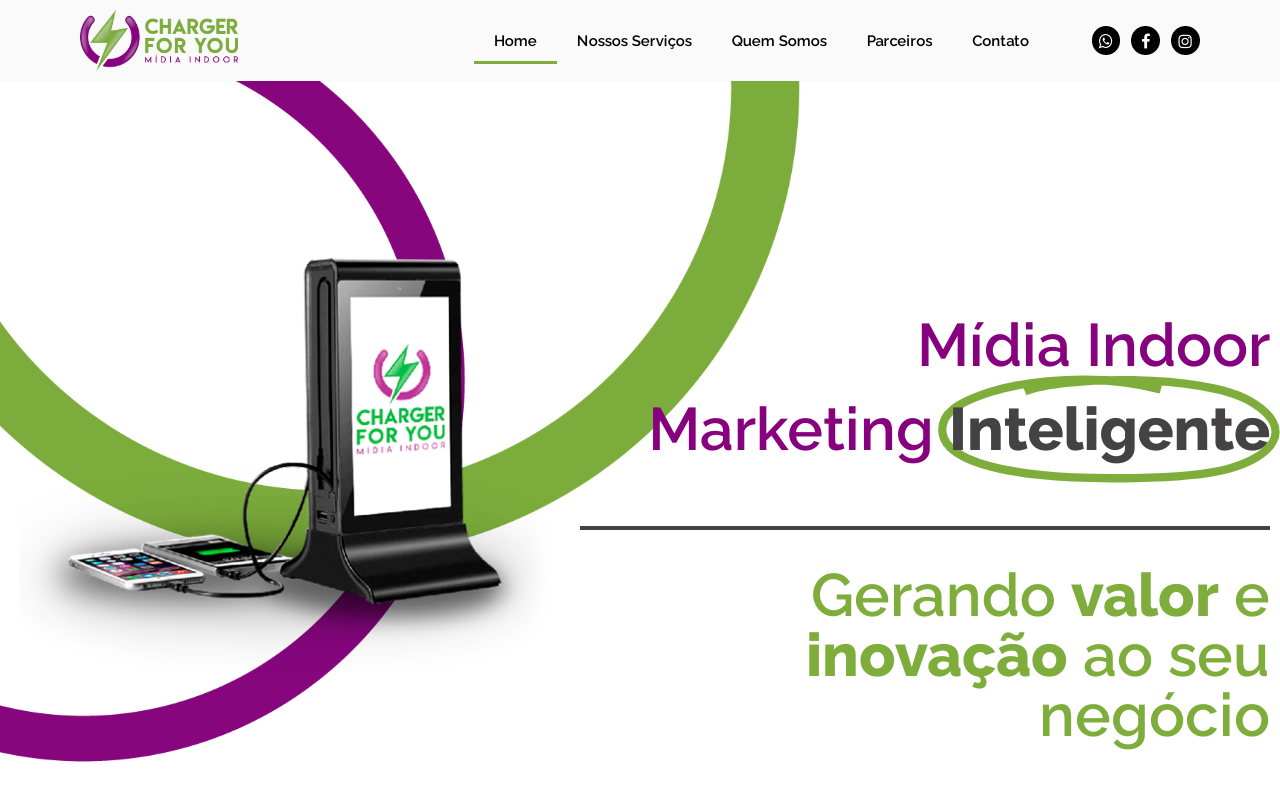 CHARGER
FOR YOU
MÍDIA INDOOR
Home
Nossos Serviços
Quem Somos
Parceiros
Contato
CHARGER
FOR YOU
MÍDIA INDOOR
Mídia Indoor
Marketing Inteligente
Gerando valor e
inovação ao seu
negócio